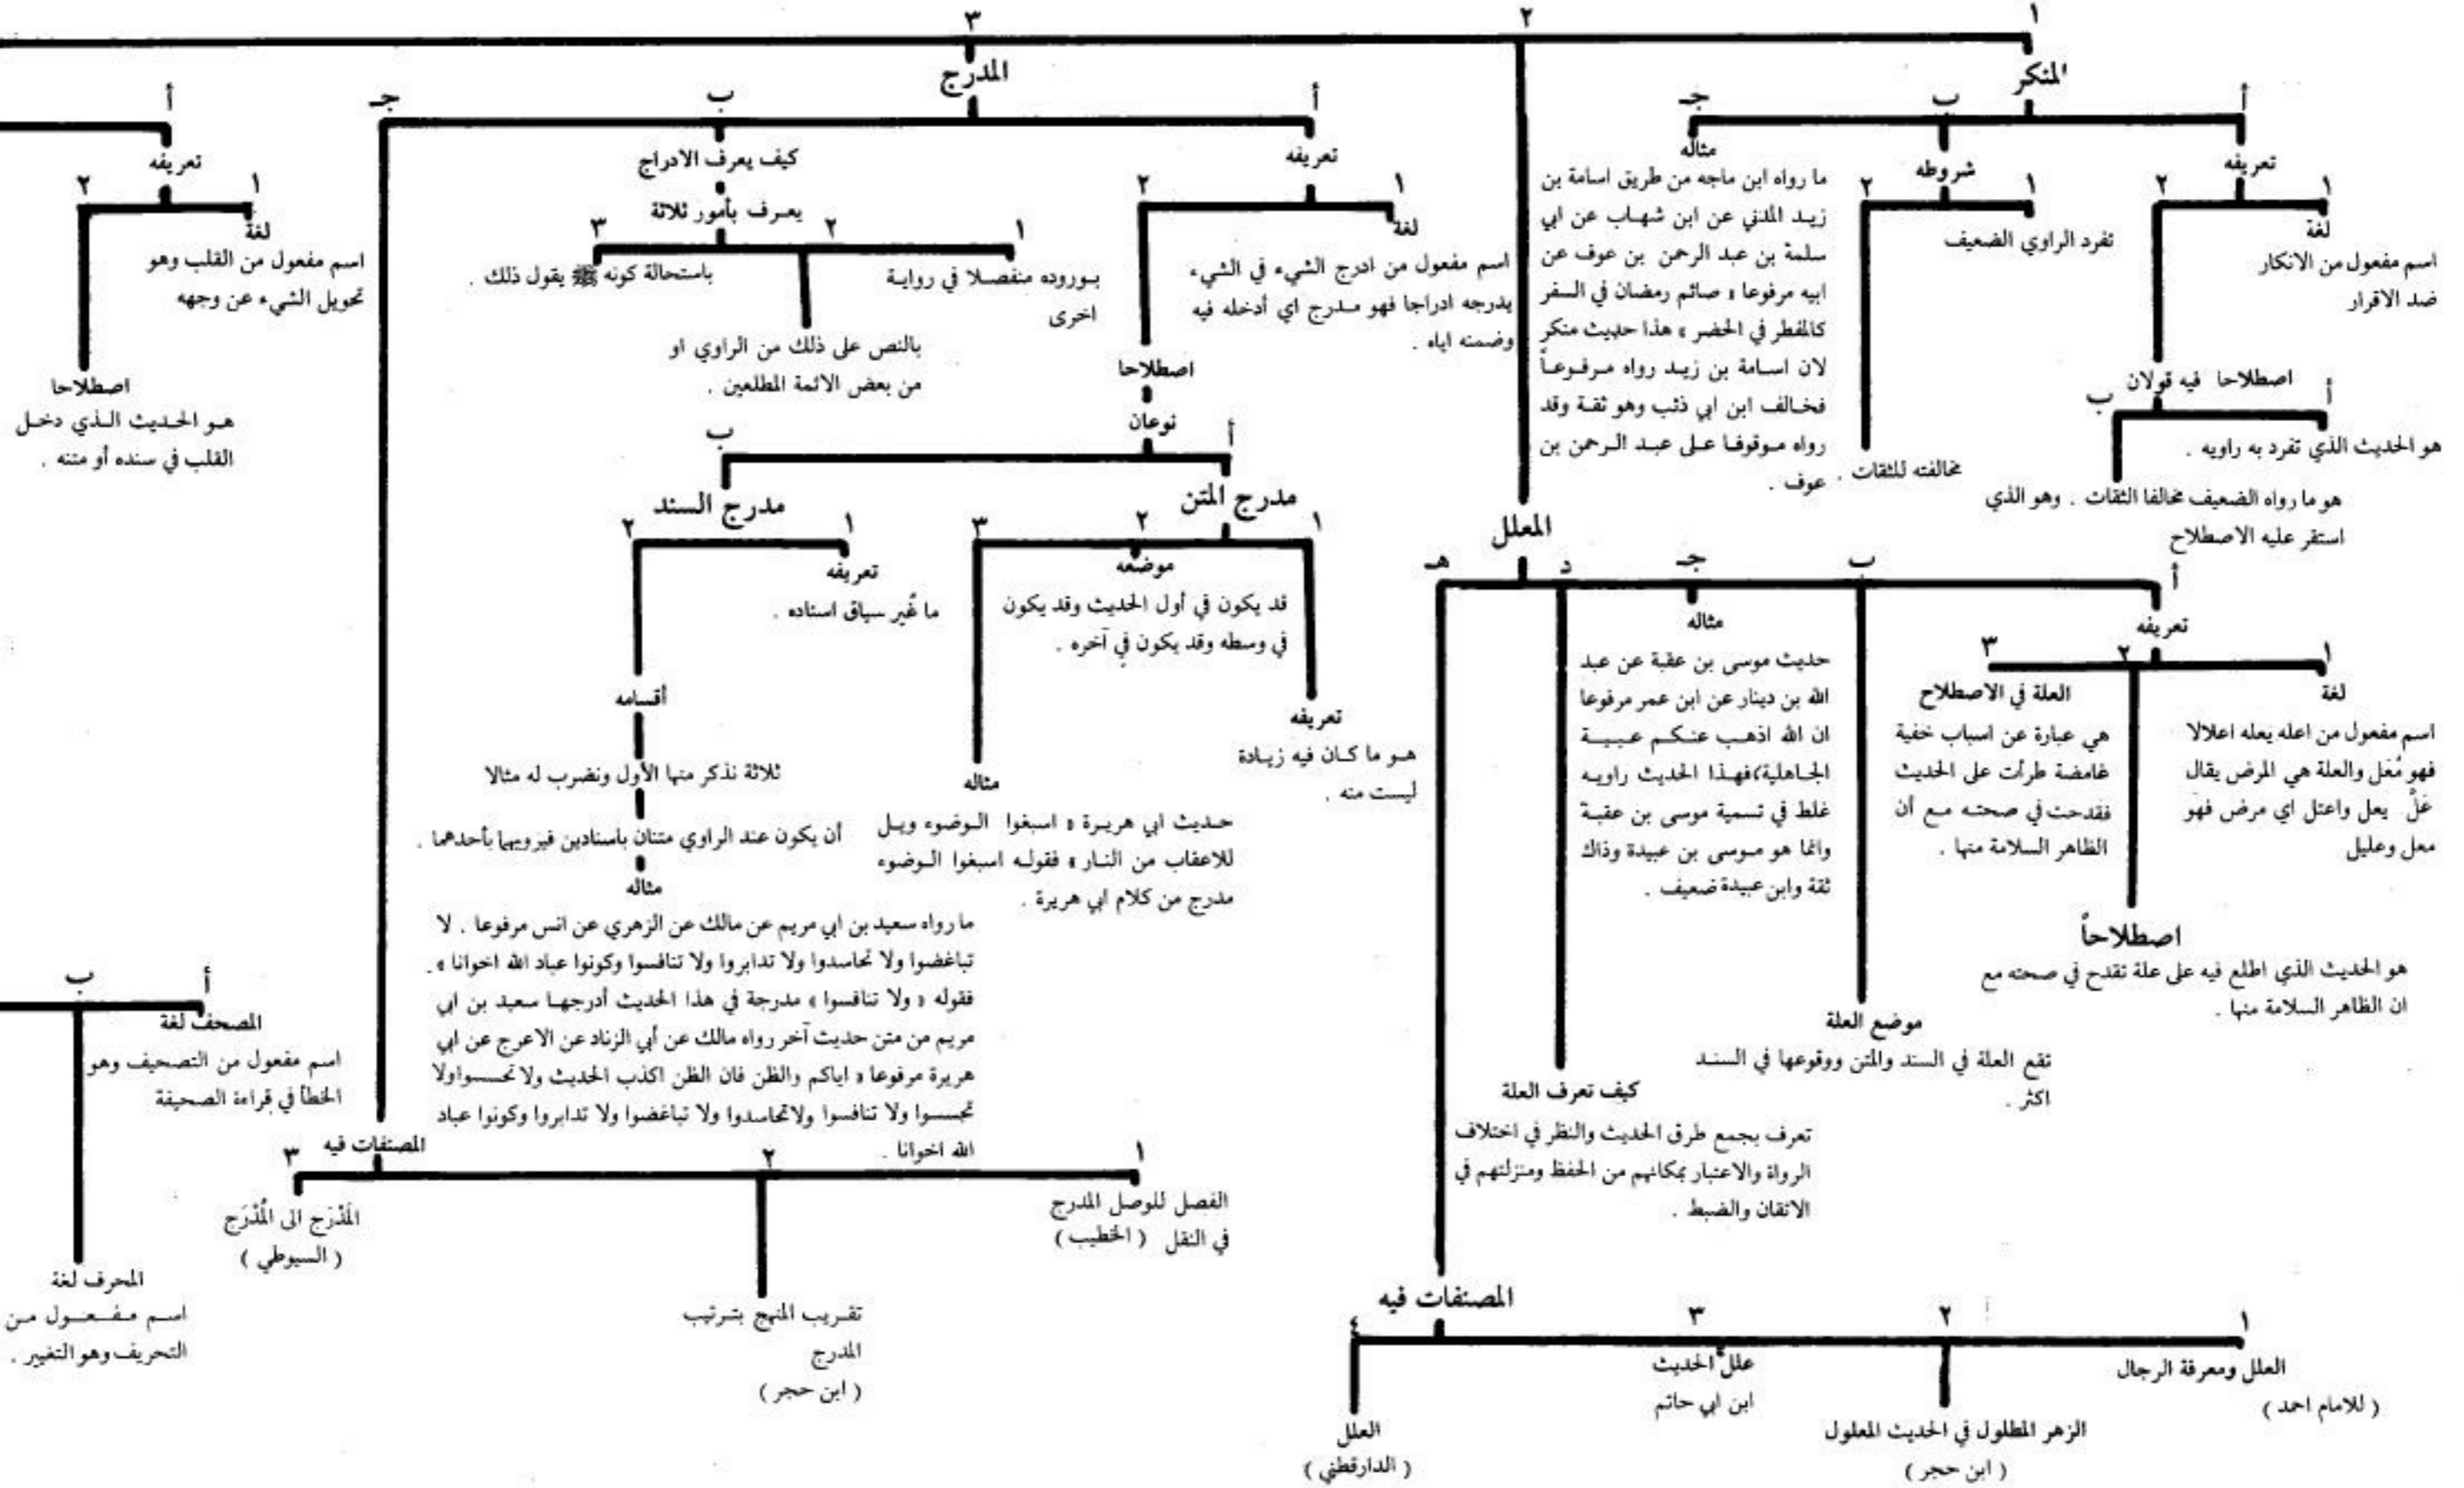 ١
المنكر
أ
تعريفه
١
لغة
اسم مفعول من الانكار
ضد الاقرار
٢
اصطلاحا فيه قولان
أ
هو الحديث الذي تفرد به راويه .
ب
هو ما رواه الضعيف مخالفا الثقات . وهو الذي
استقر عليه الاصطلاح
ب
شروطه
١
تفرد الراوي الضعيف
٢
مخالفته للثقات .
جـ
مثاله
ما رواه ابن ماجه من طريق اسامة بن
زيد المدني عن ابن شهاب عن ابي
سلمة بن عبد الرحمن بن عوف عن
ابيه مرفوعا « صائم رمضان في السفر
كالمفطر في الحضر » هذا حديث منكر
لان اسامة بن زيد رواه مرفوعاً
فخالف ابن ابي ذئب وهو ثقة وقد
رواه موقوفا على عبد الرحمن بن
عوف .
٢
المعلل
أ
تعريفه
١
لغة
اسم مفعول من اعله يعله اعلالا
فهو مُعَل والعلة هي المرض يقال
عَلَّ يعل واعتل اي مرض فهو
معل وعليل
٢
اصطلاحاً
هو الحديث الذي اطلع فيه على علة تقدح في صحته مع
ان الظاهر السلامة منها .
٣
العلة في الاصطلاح
هي عبارة عن اسباب خفية
غامضة طرأت على الحديث
فقدحت في صحته مع أن
الظاهر السلامة منها .
ب
موضع العلة
تقع العلة في السند والمتن ووقوعها في السند
اكثر .
جـ
مثاله
حديث موسى بن عقبة عن عبد
الله بن دينار عن ابن عمر مرفوعا
ان الله اذهب عنكم عبية
الجاهلية)فهذا الحديث راويه
غلط في تسمية موسى بن عقبة
وانما هو موسى بن عبيدة وذاك
ثقة وابن عبيدة ضعيف .
د
كيف تعرف العلة
تعرف بجمع طرق الحديث والنظر في اختلاف
الرواة والاعتبار بمكانهم من الحفظ ومنزلتهم في
الاتقان والضبط .
هـ
المصنفات فيه
١
العلل ومعرفة الرجال
( للامام احمد )
٢
الزهر المطلول في الحديث المعلول
( ابن حجر )
٣
علل الحديث
ابن ابي حاتم
٤
العلل
( الدارقطني )
٣
المدرج
أ
تعريفه
١
لغة
اسم مفعول من ادرج الشيء في الشيء
يدرجه ادراجا فهو مدرج اي أدخله فيه
وضمنه اياه .
٢
اصطلاحا
نوعان
أ
مدرج المتن
١
تعريفه
هو ما كان فيه زيادة
ليست منه .
٢
موضعه
قد يكون في أول الحديث وقد يكون
في وسطه وقد يكون في آخره .
٣
مثاله
حديث ابي هريرة « اسبغوا الوضوء ويل
للاعقاب من النار » فقوله اسبغوا الوضوء
مدرج من كلام ابي هريرة .
ب
مدرج السند
١
تعريفه
ما غُير سياق اسناده .
٢
أقسامه
ثلاثة نذكر منها الأول ونضرب له مثالا
أن يكون عند الراوي متنان باسنادين فيرويهما بأحدهما .
مثاله
ما رواه سعيد بن ابي مريم عن مالك عن الزهري عن انس مرفوعا . لا
تباغضوا ولا تحاسدوا ولا تدابروا ولا تنافسوا وكونوا عباد الله اخوانا » .
فقوله « ولا تنافسوا » مدرجة في هذا الحديث أدرجها سعيد بن ابي
مريم من متن حديث آخر رواه مالك عن أبي الزناد عن الاعرج عن ابي
هريرة مرفوعا « اياكم والظن فان الظن اكذب الحديث ولا تحسسوا ولا
تجسسوا ولا تنافسوا ولا تحاسدوا ولا تباغضوا ولا تدابروا وكونوا عباد
الله اخوانا .
ب
كيف يعرف الادراج
يعرف بأمور ثلاثة
١
بوروده منفصلا في رواية
اخرى
٢
بالنص على ذلك من الراوي او
من بعض الائمة المطلعين .
٣
باستحالة كونه ﷺ يقول ذلك .
جـ
المصنفات فيه
١
الفصل للوصل المدرج
في النقل ( الخطيب )
٢
تقريب المنهج بترتيب
المدرج
( ابن حجر )
٣
المَدْرَج الى المُدْرَج
( السيوطي )
أ
تعريفه
١
لغة
اسم مفعول من القلب وهو
تحويل الشيء عن وجهه
٢
اصطلاحا
هو الحديث الذي دخل
القلب في سنده أو متنه .
أ
المصحف لغة
اسم مفعول من التصحيف وهو
الخطأ في قراءة الصحيفة
ب
المحرف لغة
اسم مفعول من
التحريف وهو التغيير .